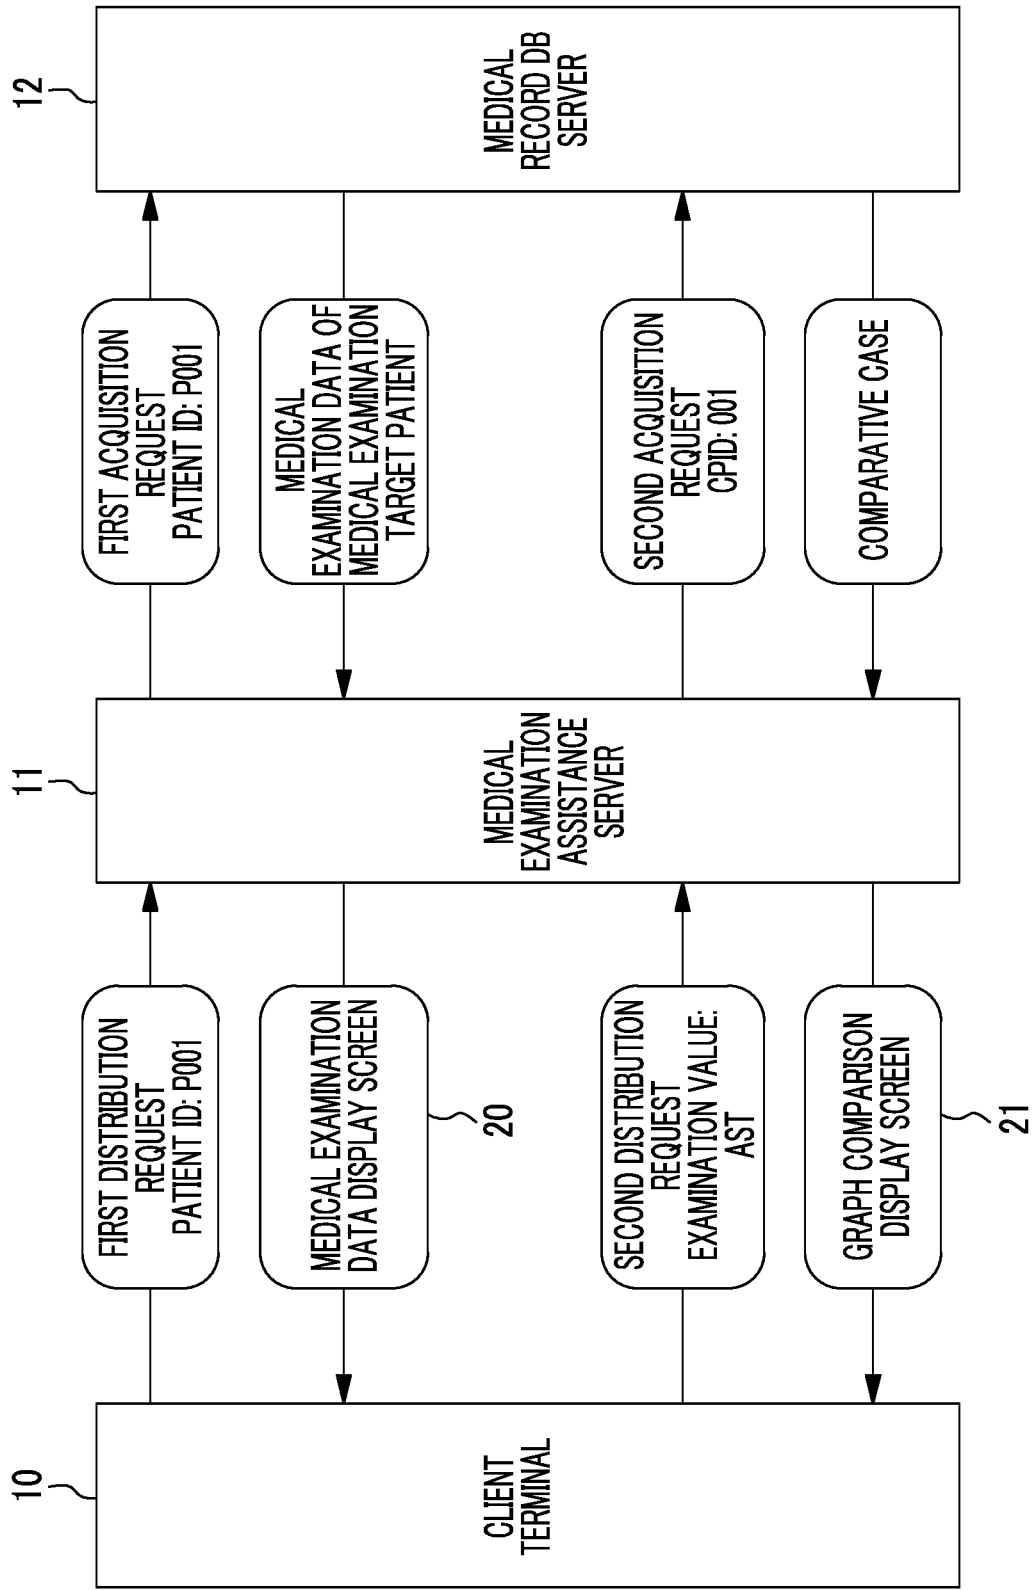 10
11
12
CLIENT
TERMINAL
FIRST DISTRIBUTION
REQUEST
PATIENT ID: P001
MEDICAL EXAMINATION
DATA DISPLAY SCREEN
20
SECOND DISTRIBUTION
REQUEST
EXAMINATION VALUE:
AST
GRAPH COMPARISON
DISPLAY SCREEN
21
MEDICAL
EXAMINATION
ASSISTANCE
SERVER
FIRST ACQUISITION
REQUEST
PATIENT ID: P001
MEDICAL
EXAMINATION DATA OF
MEDICAL EXAMINATION
TARGET PATIENT
SECOND ACQUISITION
REQUEST
CPID: 001
COMPARATIVE CASE
MEDICAL
RECORD DB
SERVER